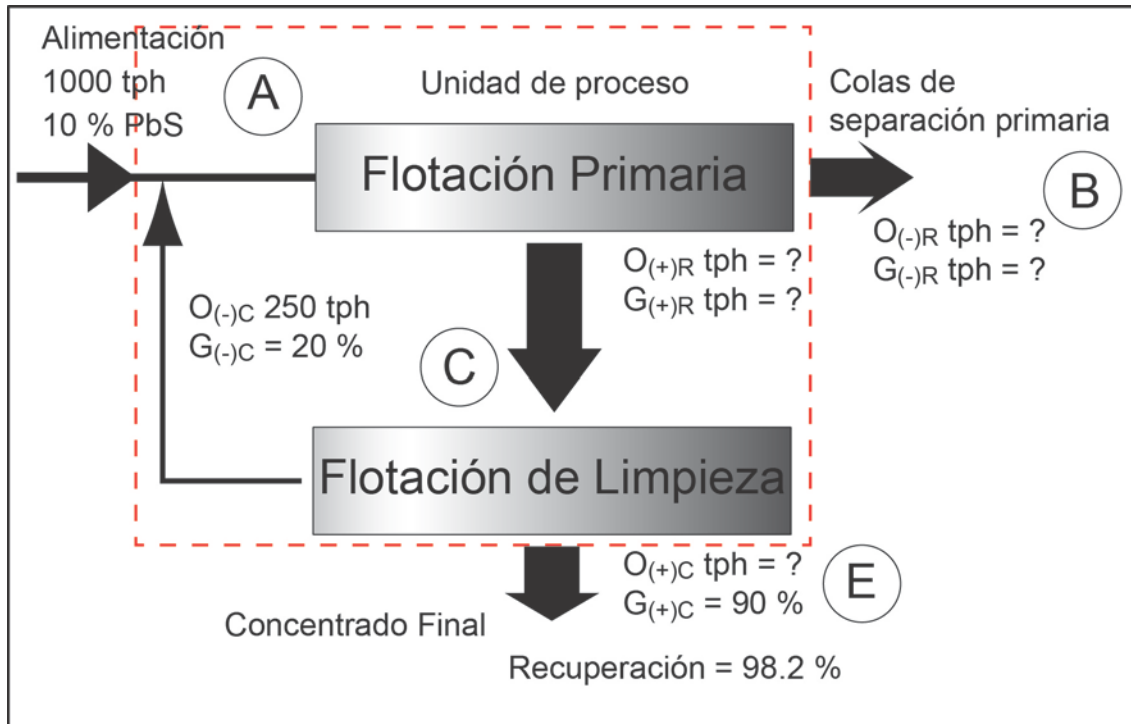 Alimentación
1000 tph
10 % PbS
A
Unidad de proceso
Colas de
separación primaria
Flotación Primaria
B
O(-)R tph = ?
G(-)R tph = ?
O(+)R tph = ?
G(+)R tph = ?
O(-)C 250 tph
G(-)C = 20 %
C
Flotación de Limpieza
O(+)C tph = ?
G(+)C = 90 %
E
Concentrado Final
Recuperación = 98.2 %